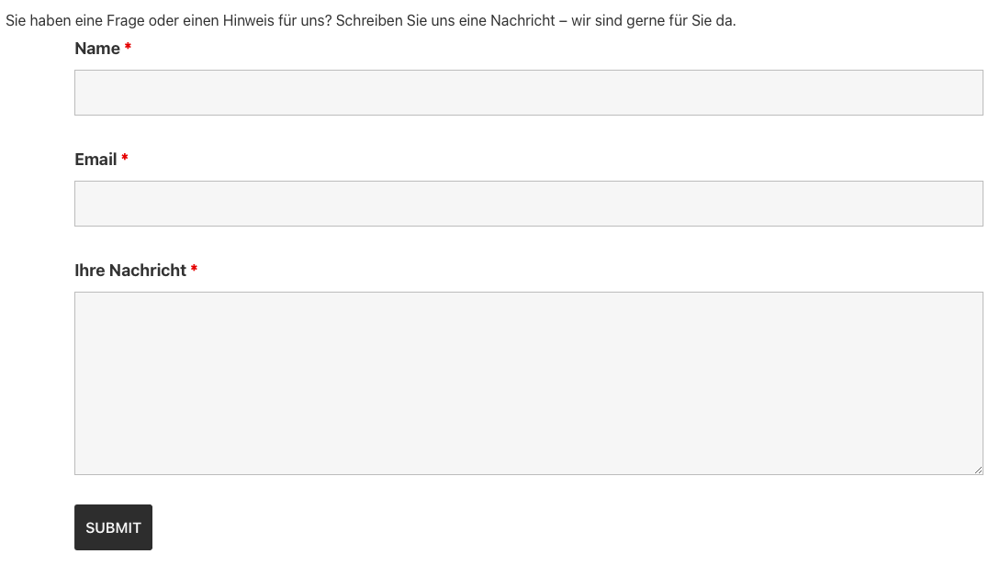 Sie haben eine Frage oder einen Hinweis für uns? Schreiben Sie uns eine Nachricht – wir sind gerne für Sie da.
Name *
Email *
Ihre Nachricht *
SUBMIT